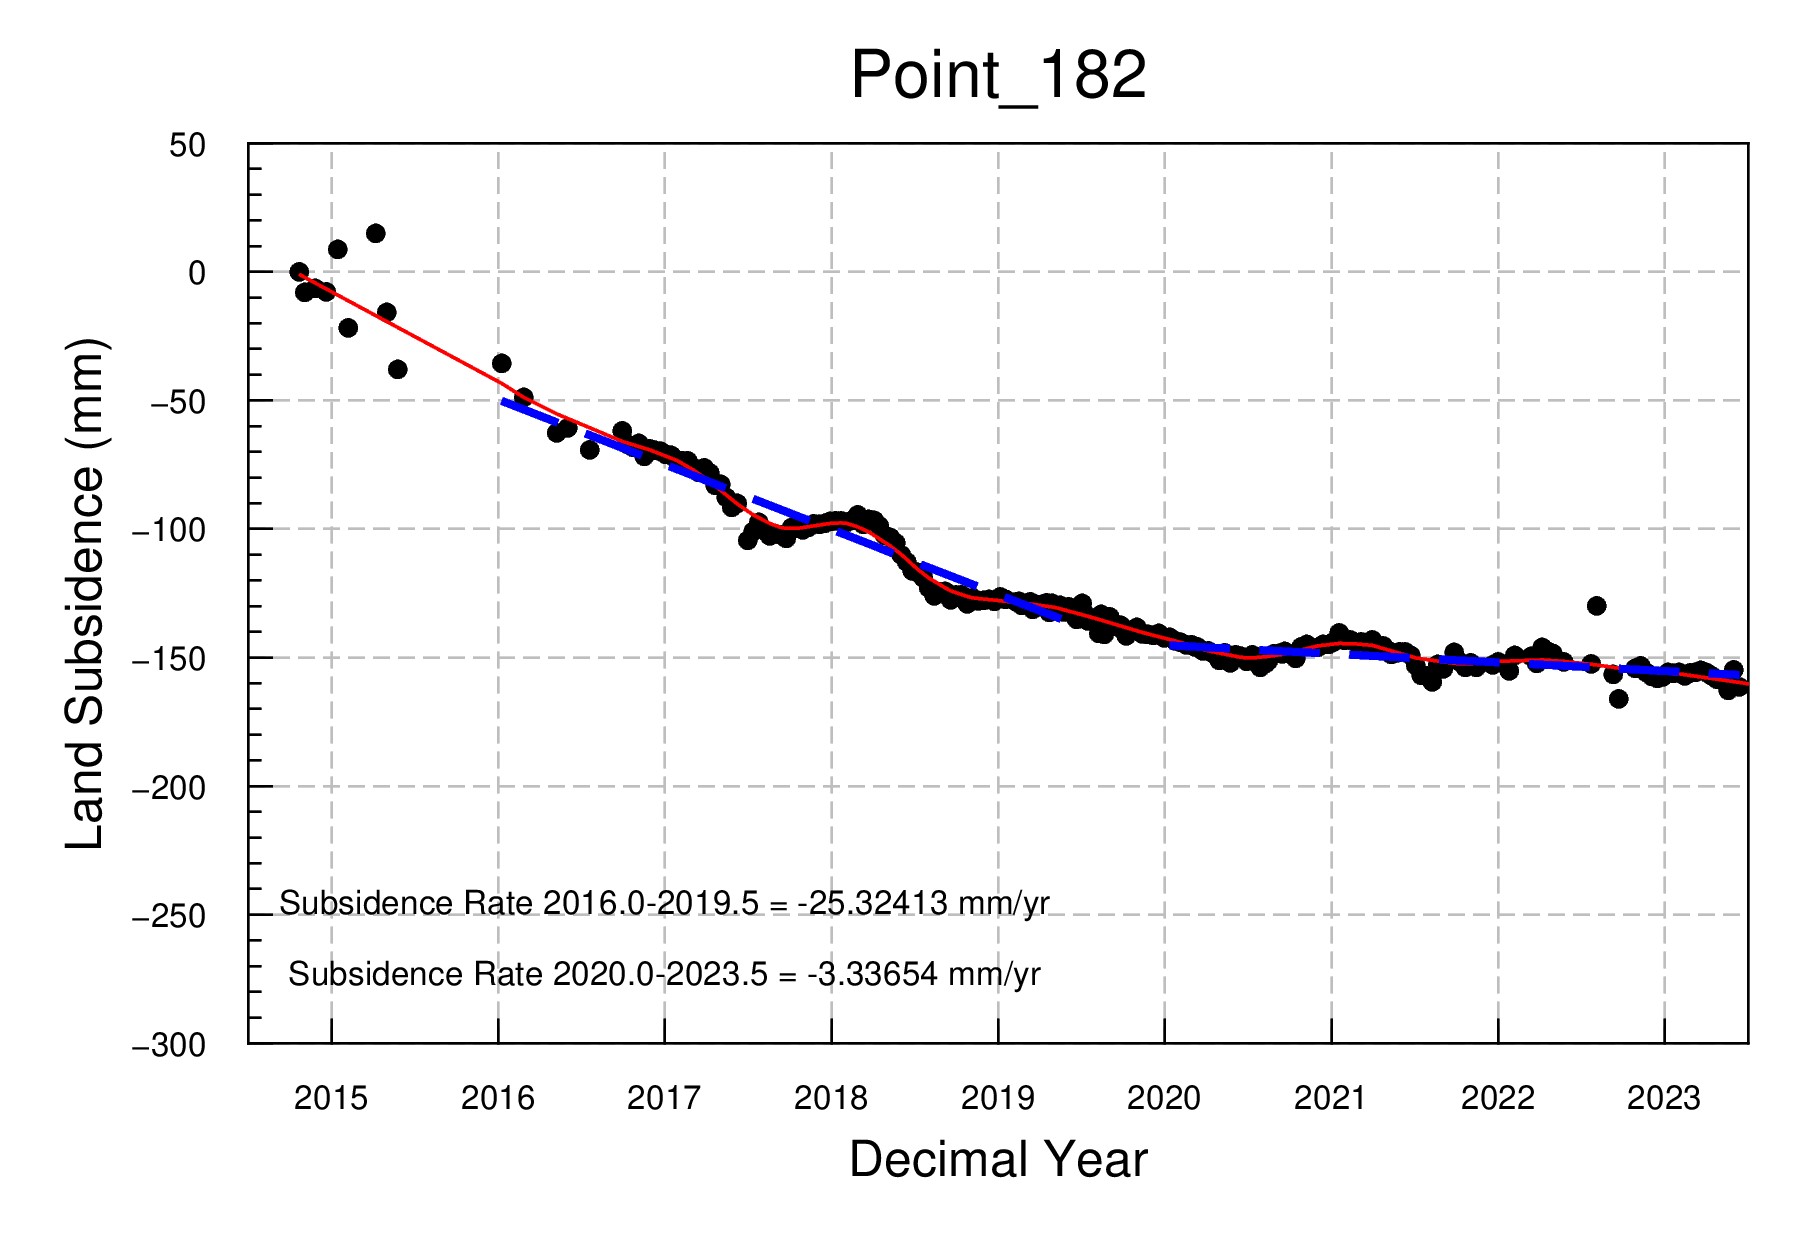 Point_182
50
0
−50
−100
−150
−200
−250
−300
Land Subsidence (mm)
Subsidence Rate 2016.0-2019.5 = -25.32413 mm/yr
Subsidence Rate 2020.0-2023.5 = -3.33654 mm/yr
2015 2016 2017 2018 2019 2020 2021 2022 2023
Decimal Year